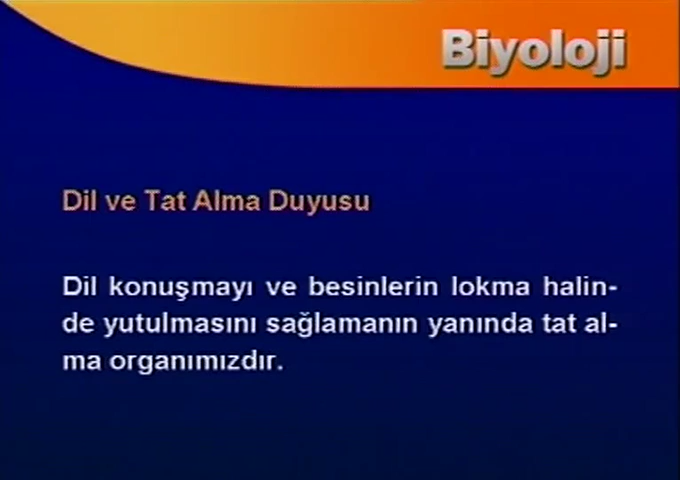 Biyoloji
Dil ve Tat Alma Duyusu
Dil konuşmayı ve besinlerin lokma halin-
de yutulmasını sağlamanın yanında tat al-
ma organımızdır.